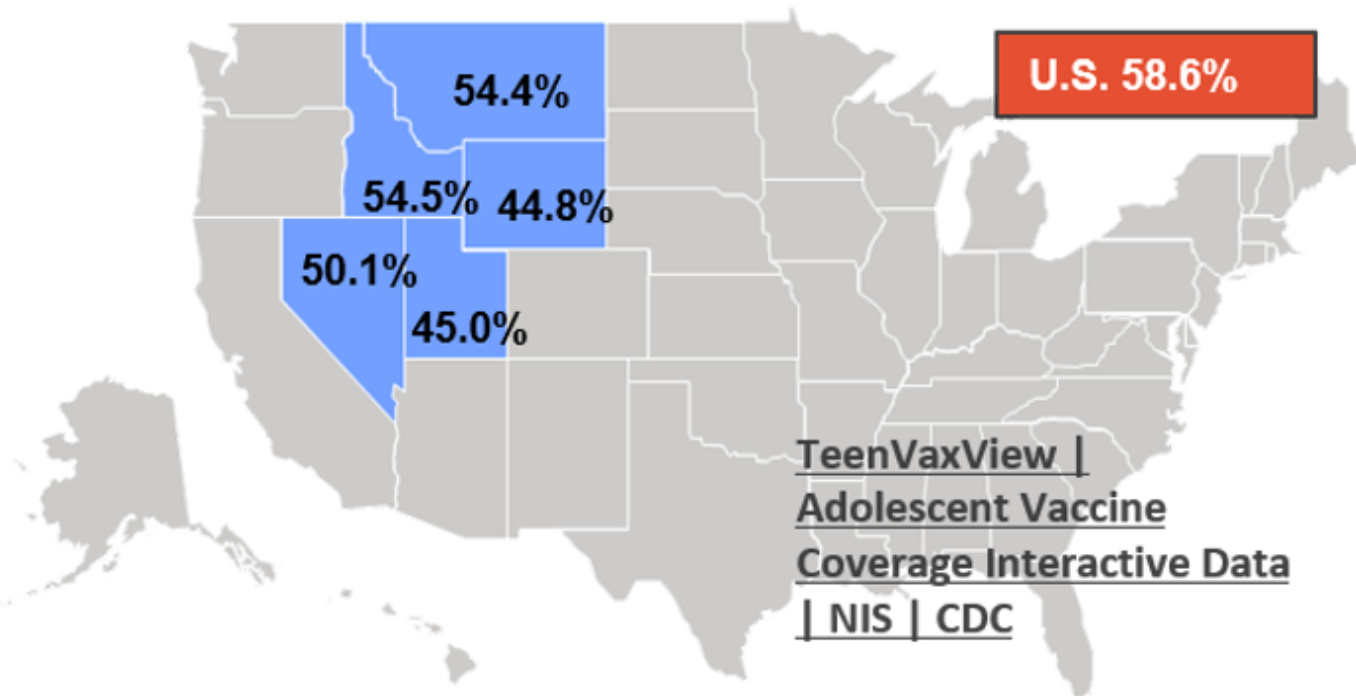 U.S. 58.6%
54.4%
54.5%
44.8%
50.1%
45.0%
TeenVaxView |
Adolescent Vaccine
Coverage Interactive Data
| NIS | CDC